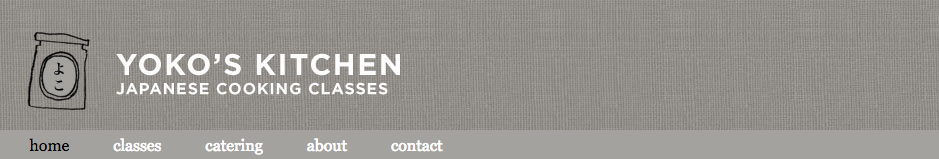 よこ
YOKO'S KITCHEN
JAPANESE COOKING CLASSES
home classes catering about contact